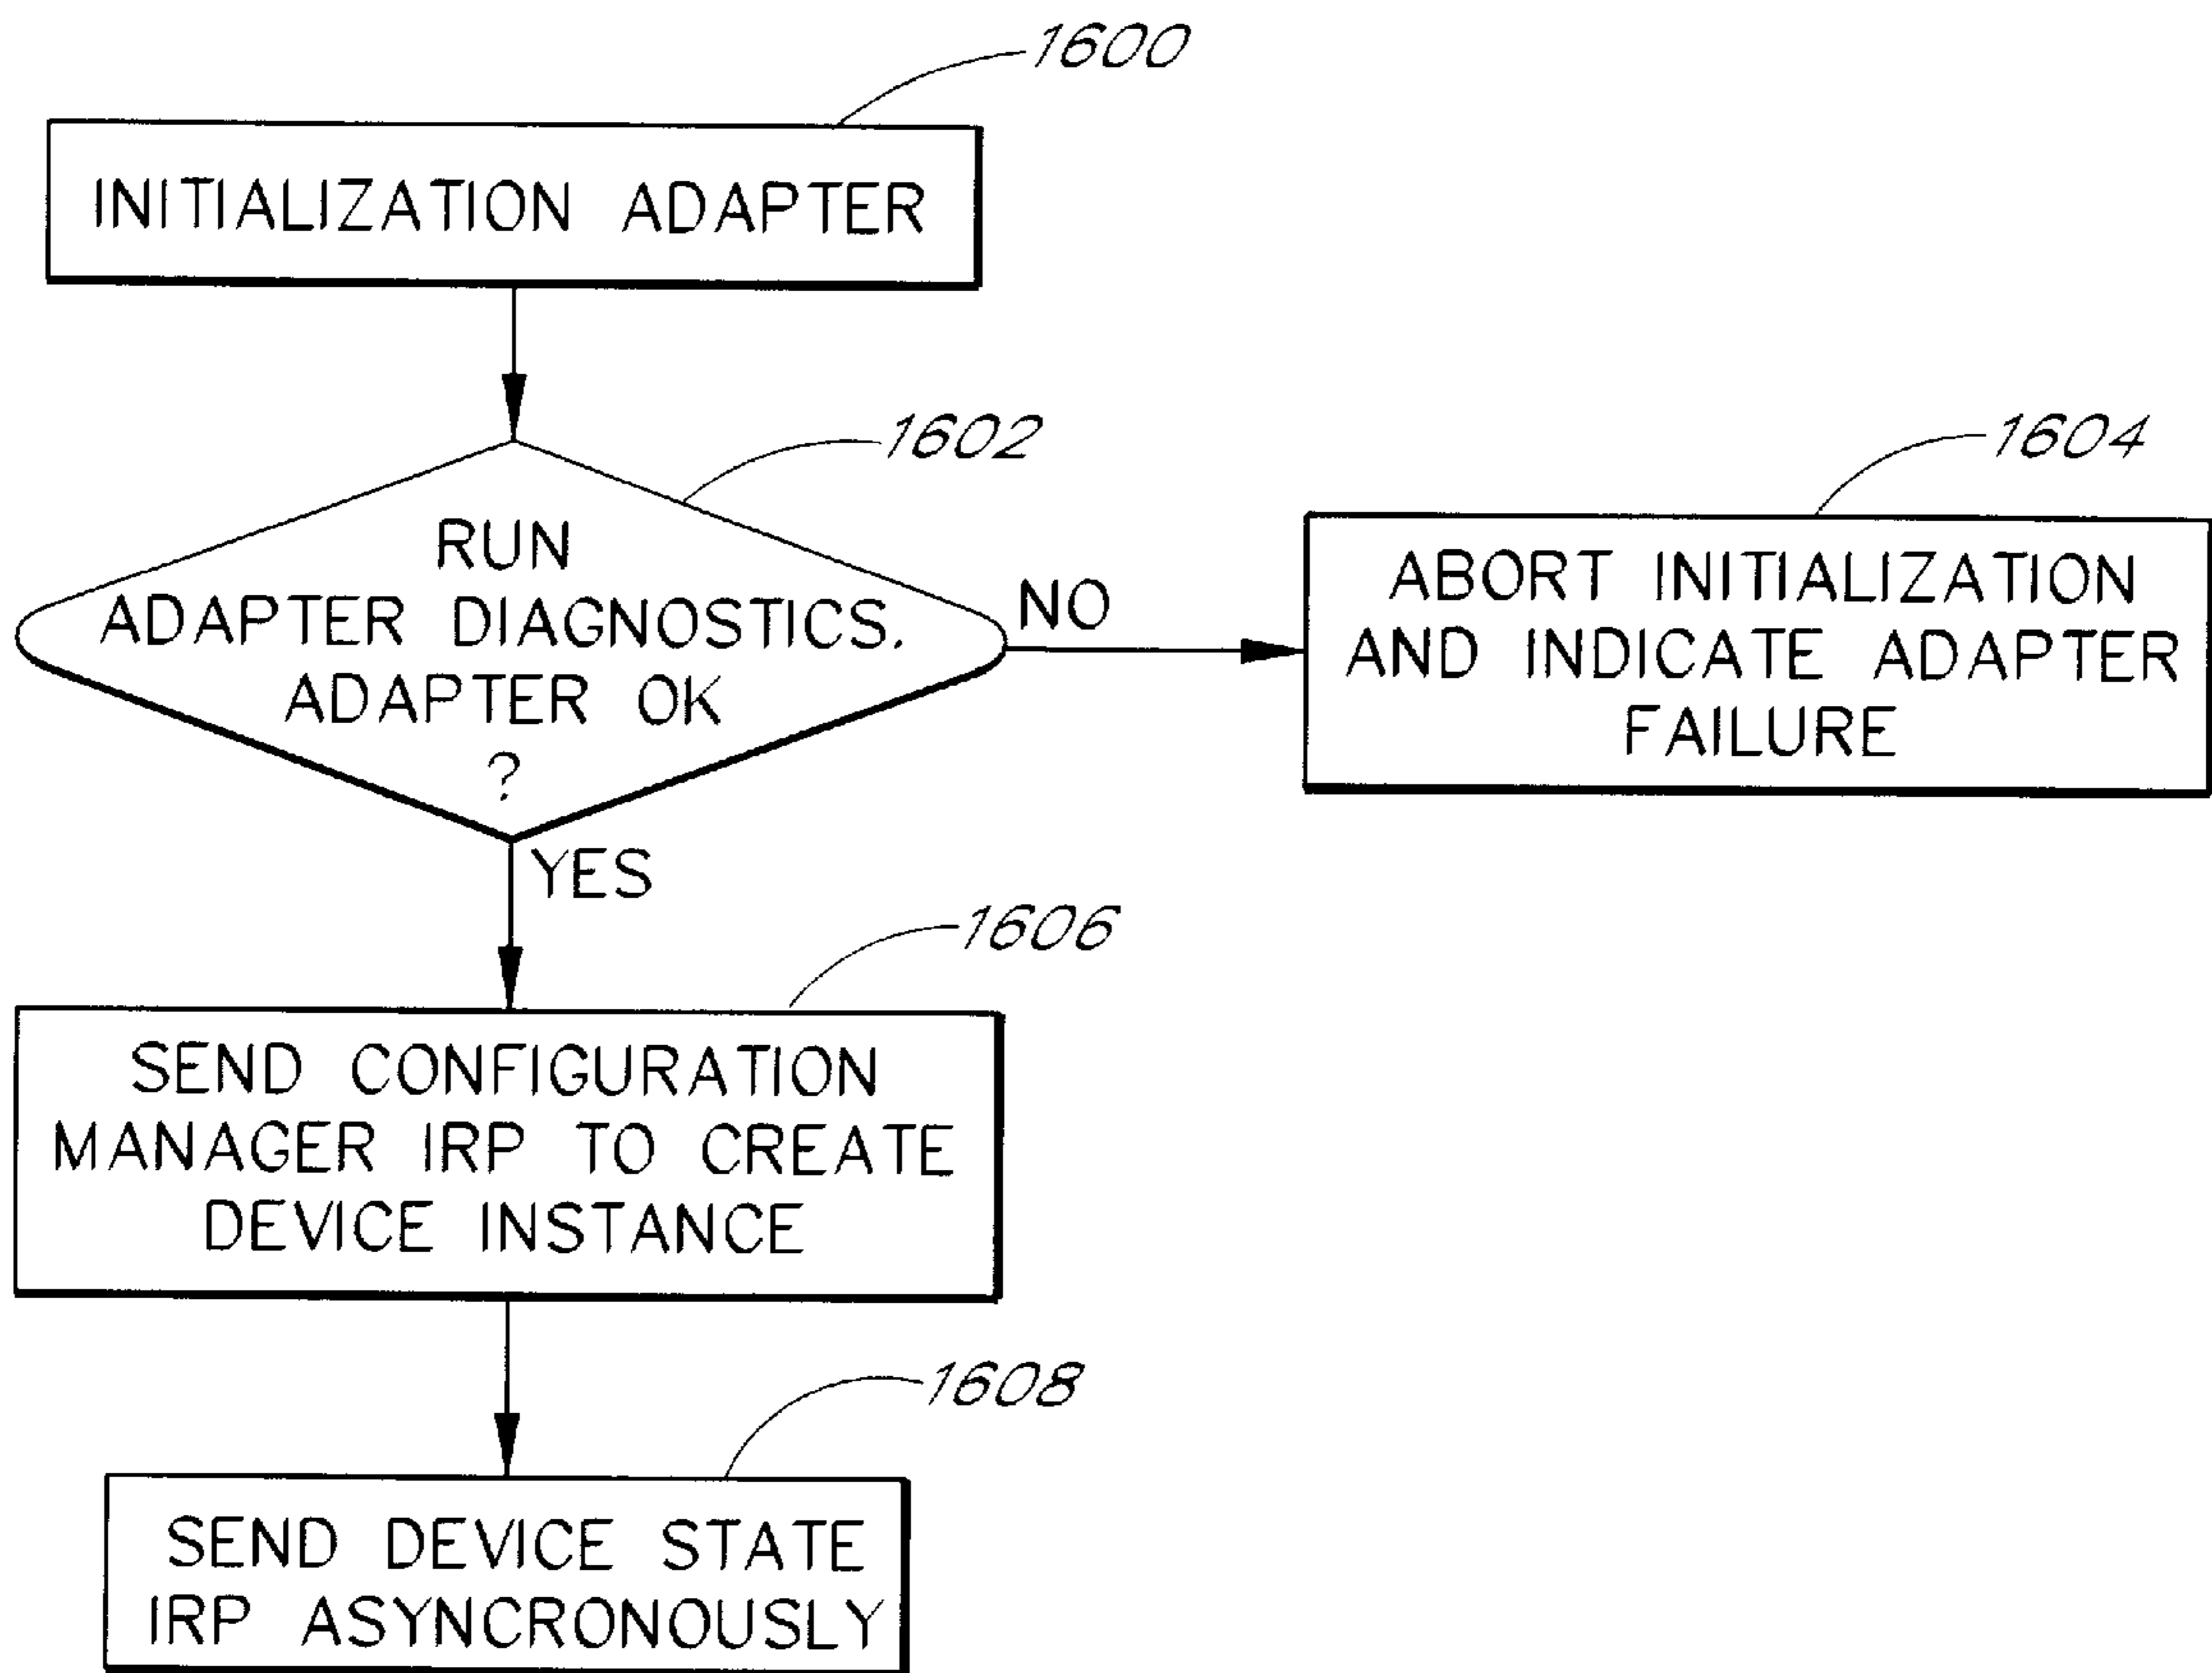 1600
INITIALIZATION ADAPTER
1602
RUN
ADAPTER DIAGNOSTICS.
ADAPTER OK
?
NO
1604
ABORT INITIALIZATION
AND INDICATE ADAPTER
FAILURE
YES
1606
SEND CONFIGURATION
MANAGER IRP TO CREATE
DEVICE INSTANCE
1608
SEND DEVICE STATE
IRP ASYNCRONOUSLY